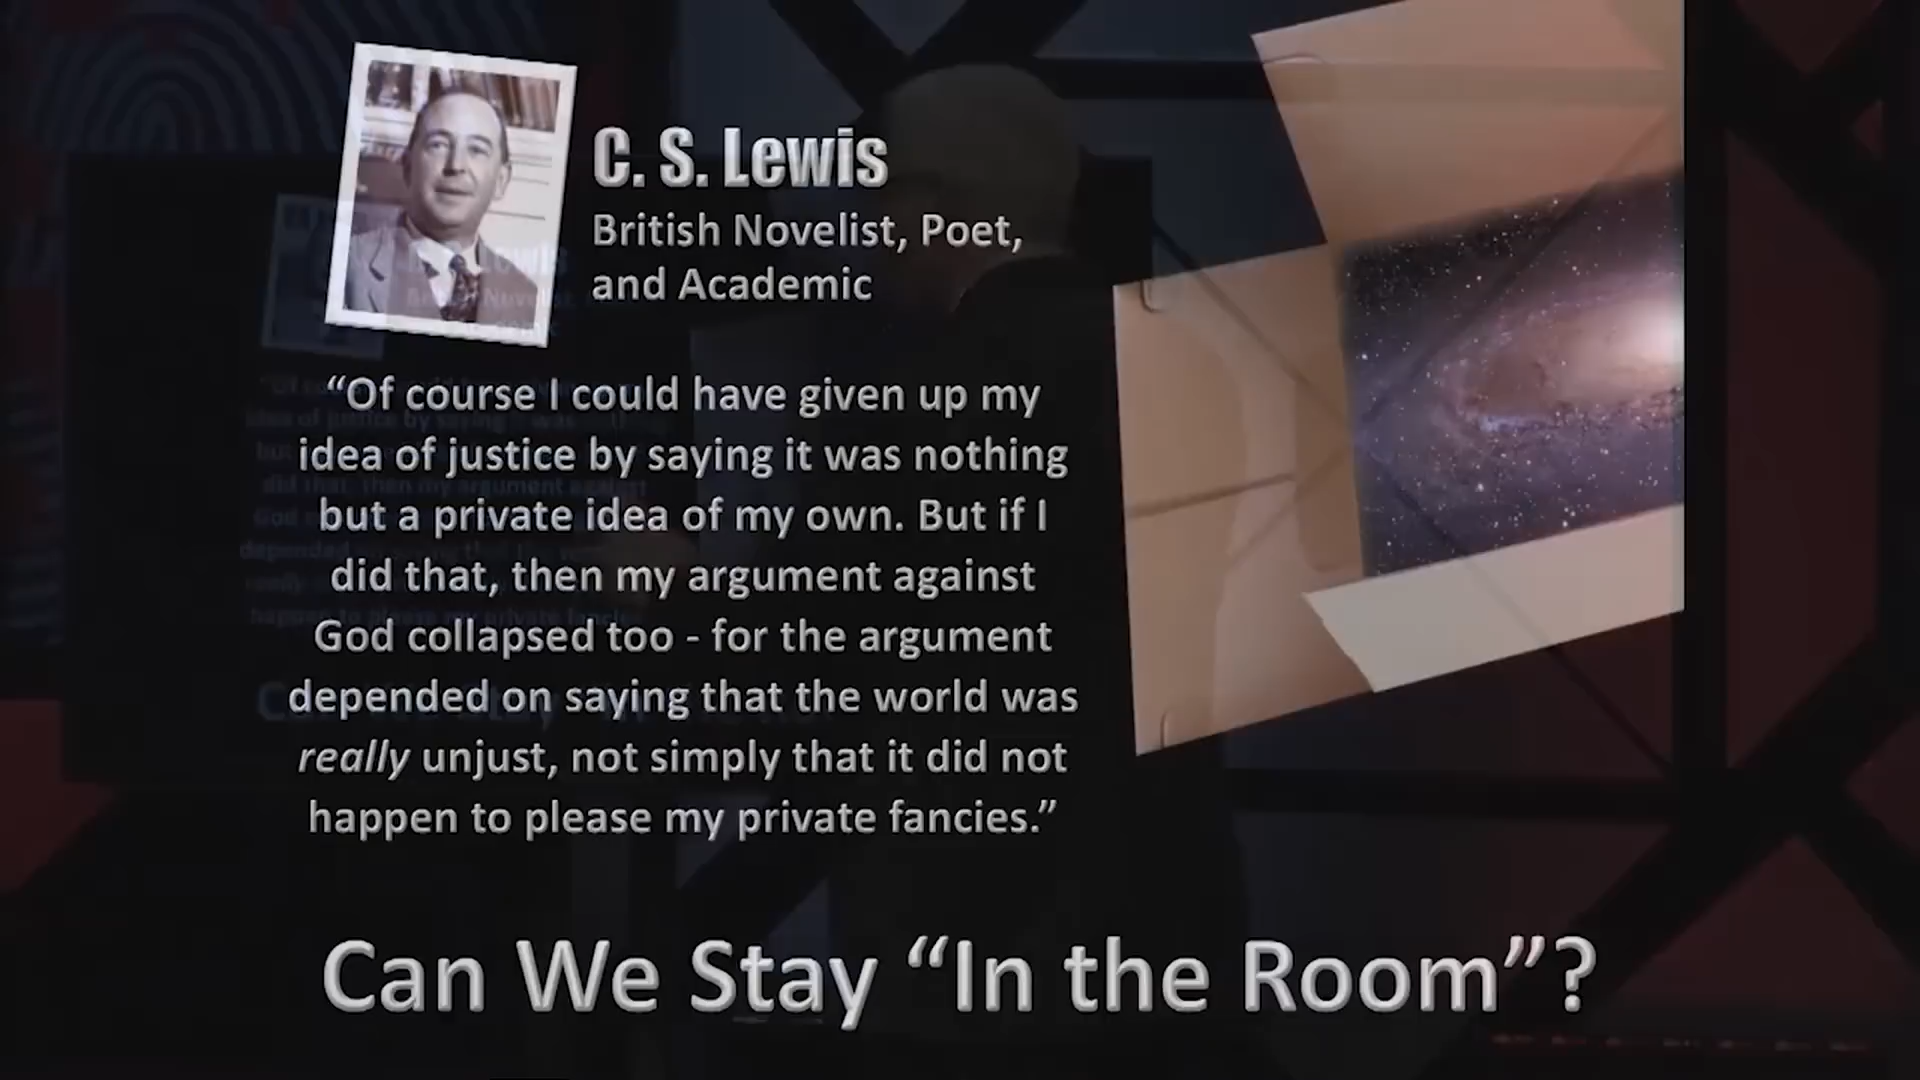 C. S. Lewis
British Novelist, Poet,
and Academic
“Of course I could have given up my
idea of justice by saying it was nothing
but a private idea of my own. But if I
did that, then my argument against
God collapsed too - for the argument
depended on saying that the world was
really unjust, not simply that it did not
happen to please my private fancies.”
Can We Stay “In the Room”?